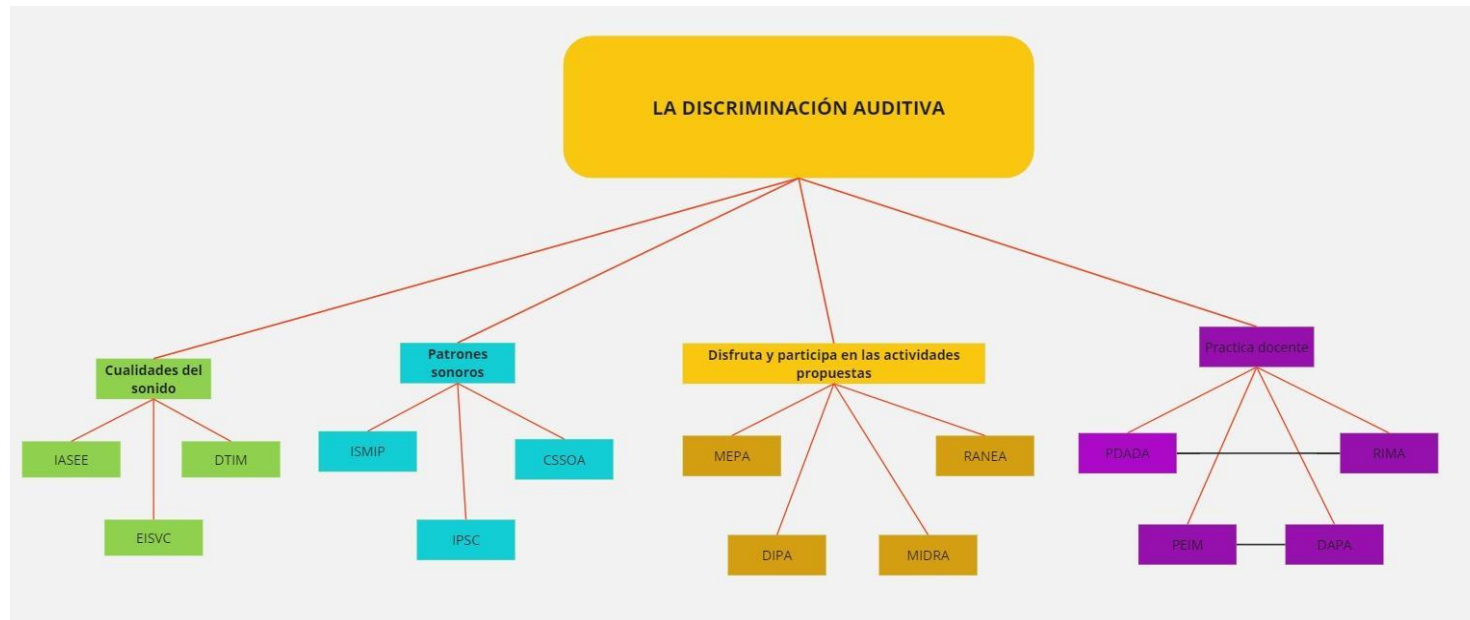 LA DISCRIMINACIÓN AUDITIVA
Cualidades del
sonido
Patrones
sonoros
Disfruta y participa en las actividades
propuestas
Practica docente
IASEE
DTIM
EISVC
ISMIP
CSSOA
IPSC
MEPA
RANEA
DIPA
MIDRA
PDADA
RIMA
PEIM
DAPA